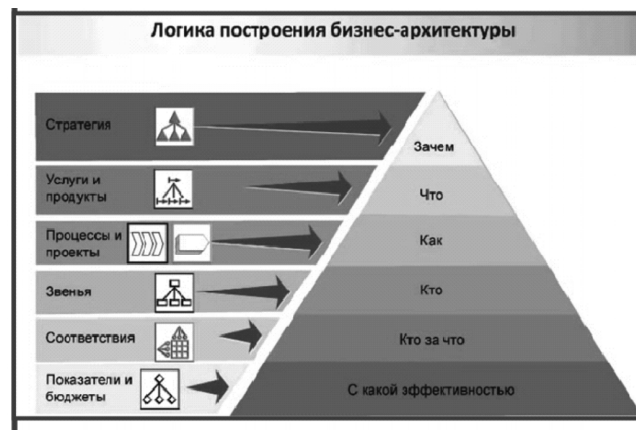 Логика построения бизнес-архитектуры
Стратегия
Зачем
Услуги и
продукты
Что
Процессы и
проекты
Как
Звенья
Кто
Соответствия
Кто за что
Показатели и
бюджеты
С какой эффективностью